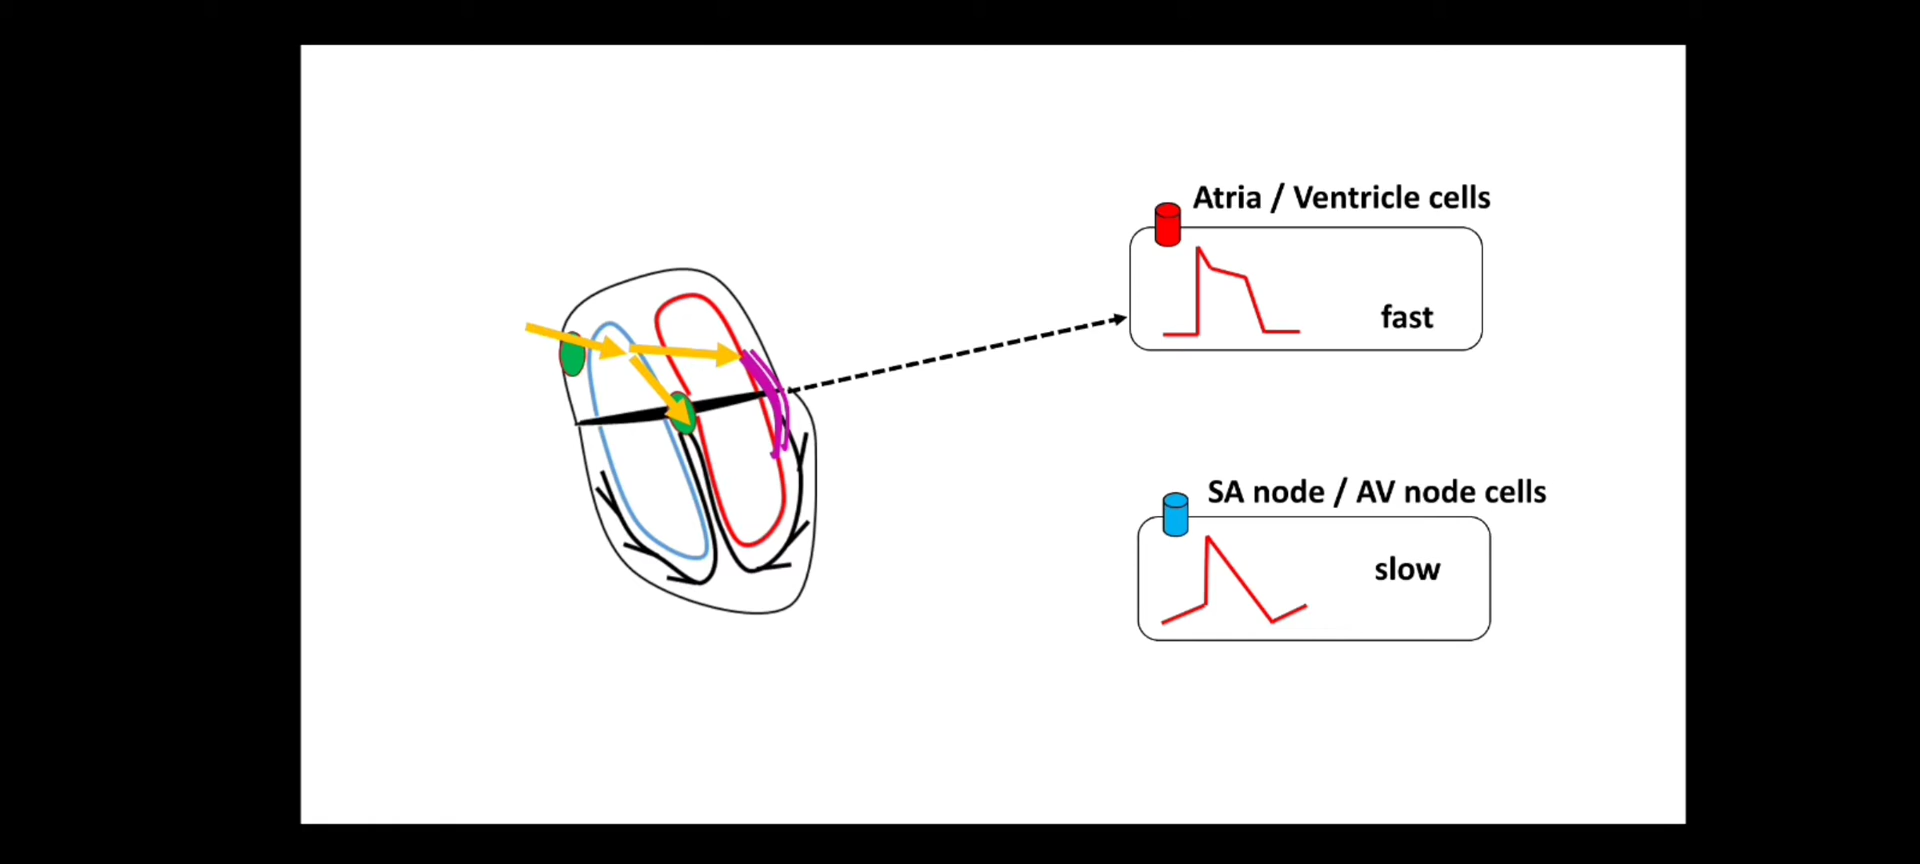 Atria / Ventricle cells
fast
SA node / AV node cells
slow